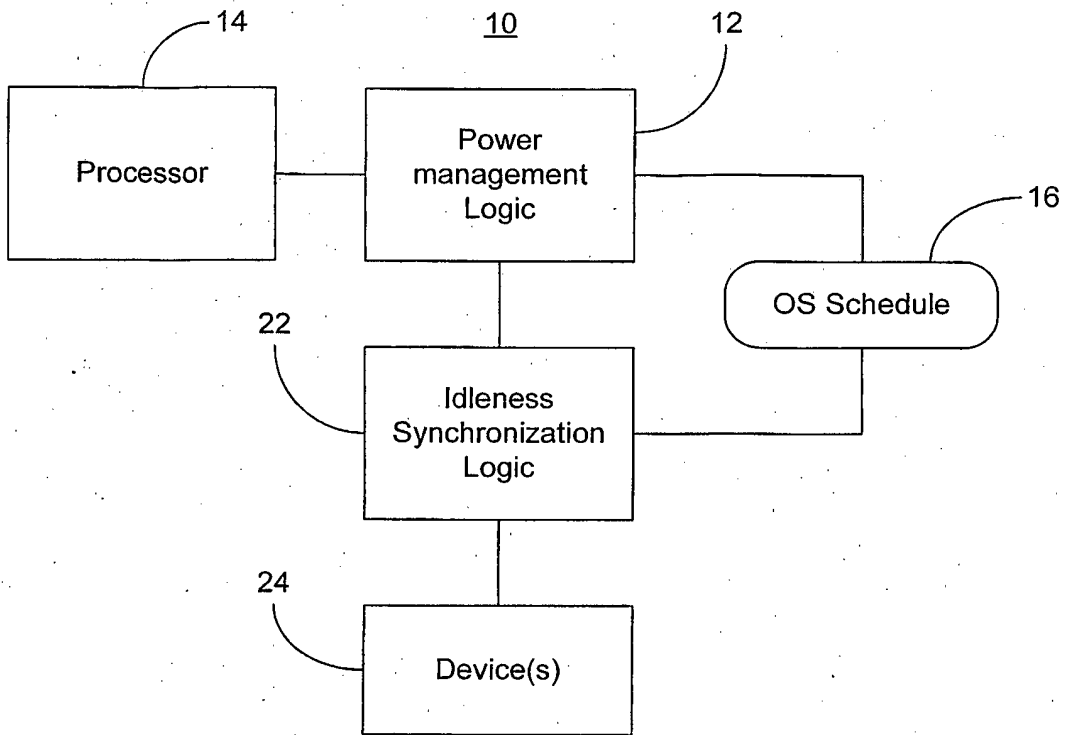 14
10
12
Processor
Power
management
Logic
16
OS Schedule
22
Idleness
Synchronization
Logic
24
Device(s)